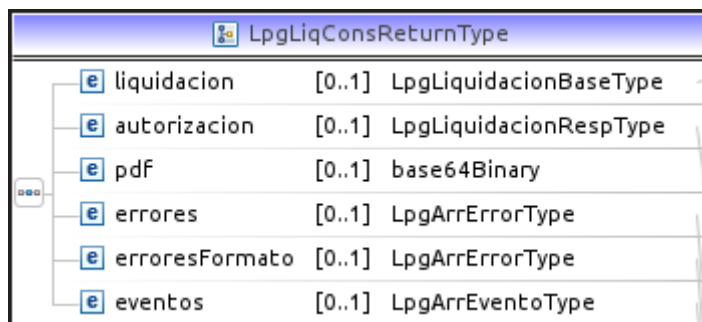 LpgLiqConsReturnType
e liquidacion [0..1] LpgLiquidacionBaseType
e autorizacion [0..1] LpgLiquidacionRespType
e pdf [0..1] base64Binary
e errores [0..1] LpgArrErrorType
e erroresFormato [0..1] LpgArrErrorType
e eventos [0..1] LpgArrEventoType